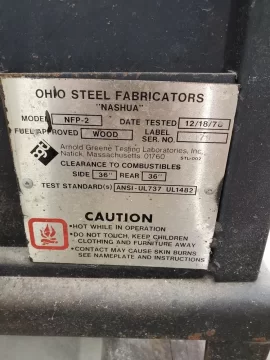 OHIO STEEL FABRICATORS
"NASHUA"
MODEL NFP-2 DATE TESTED 12/18/78
FUEL APPROVED WOOD LABEL SER. NO.
Arnold Greene Testing Laboratories, Inc.
Natick, Massachusetts 01760 STL-002
CLEARANCE TO COMBUSTIBLES
SIDE 36" REAR 36"
TEST STANDARD(S) ANSI-UL737 UL1482
CAUTION
•HOT WHILE IN OPERATION
•DO NOT TOUCH, KEEP CHILDREN
CLOTHING AND FURNITURE AWAY
•CONTACT MAY CAUSE SKIN BURNS
SEE NAMEPLATE AND INSTRUCTIONS